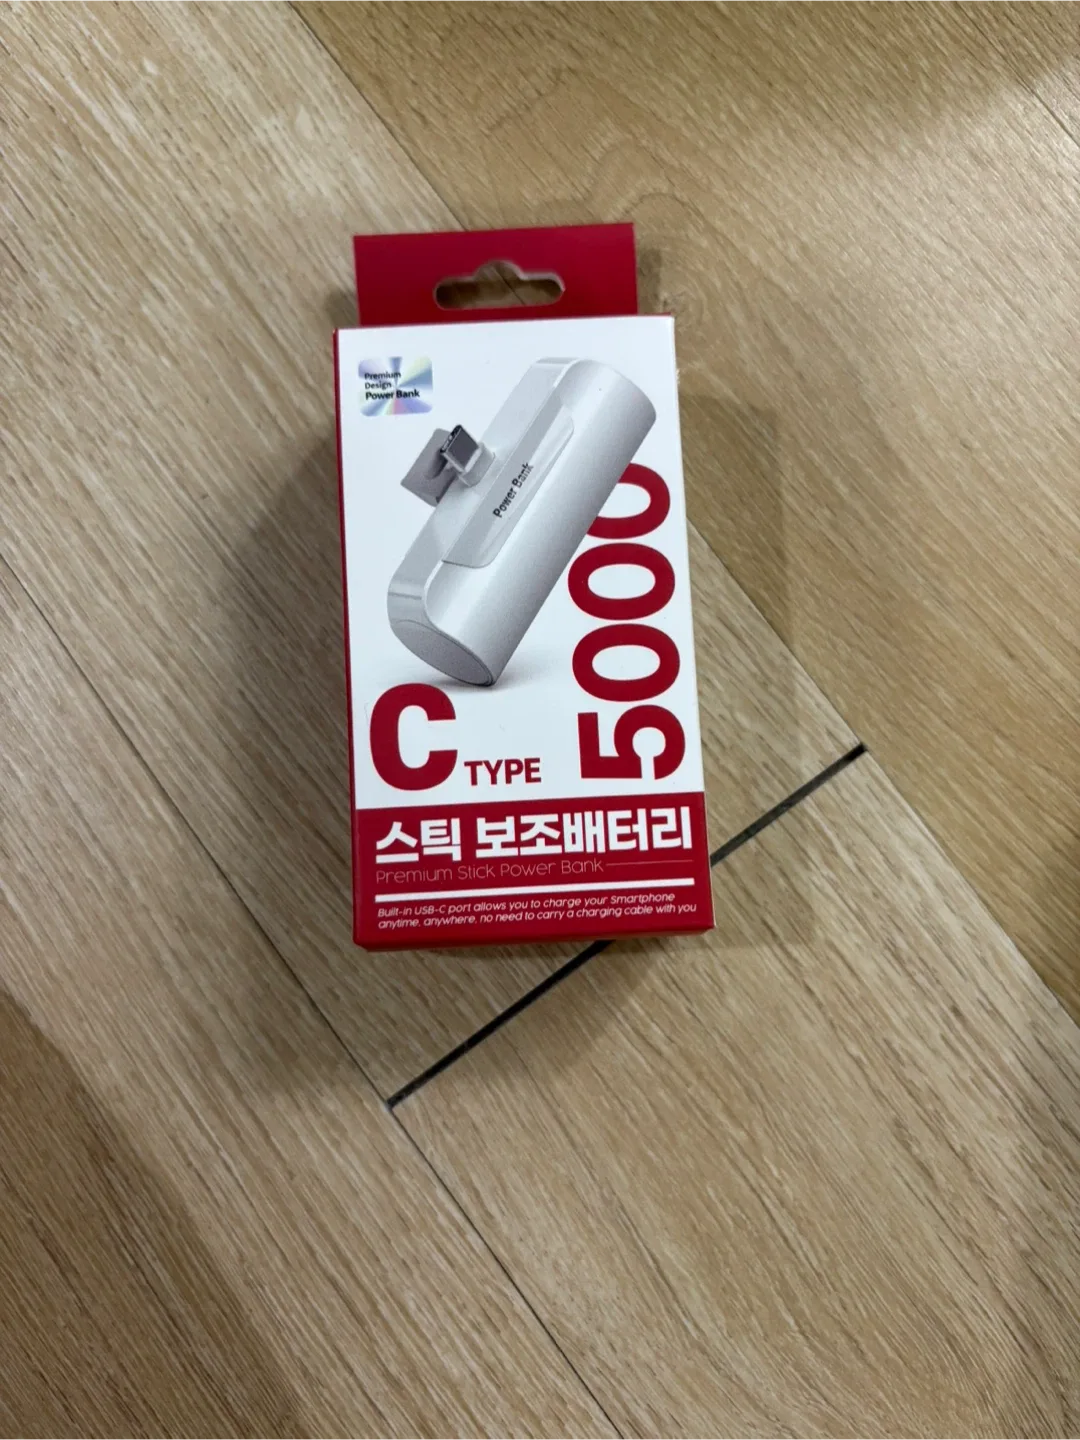 Premium
Design
Power Bank
Power Bank
5000
C TYPE
스틱 보조배터리
Premium Stick Power Bank
Built-in USB-C port allows you to charge your Smartphone
anytime, anywhere, no need to carry a charging cable with you